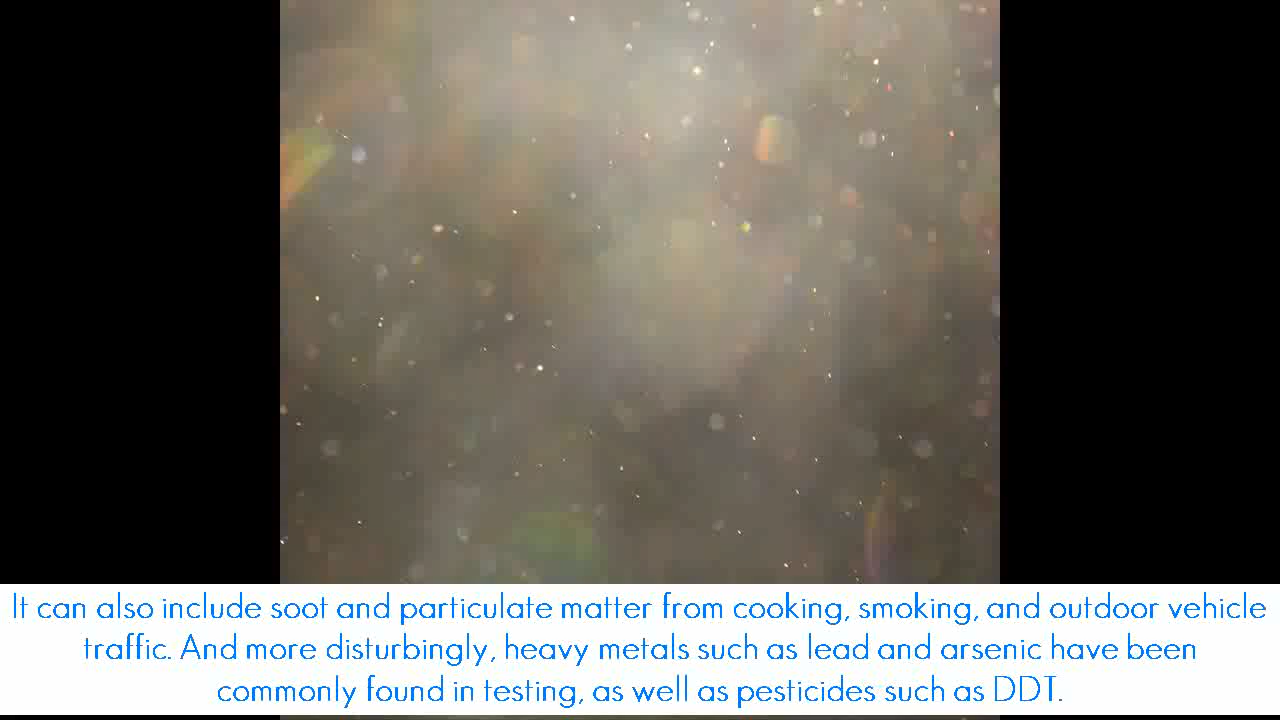 It can also include soot and particulate matter from cooking, smoking, and outdoor vehicle
traffic. And more disturbingly, heavy metals such as lead and arsenic have been
commonly found in testing, as well as pesticides such as DDT.